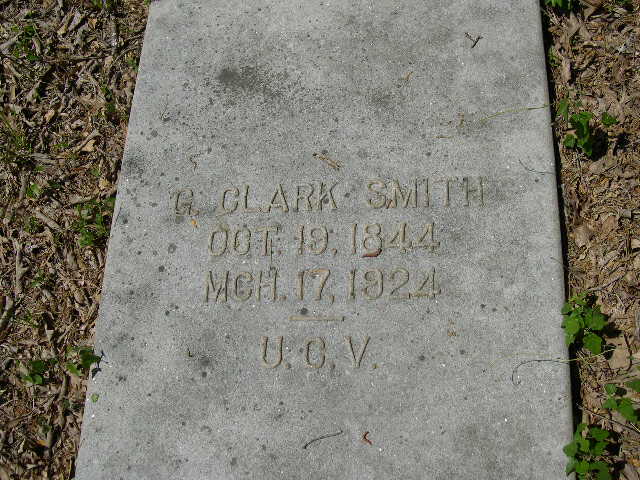 G. CLARK SMITH
OCT. 19, 1844
MCH. 17, 1924
U. C. V.